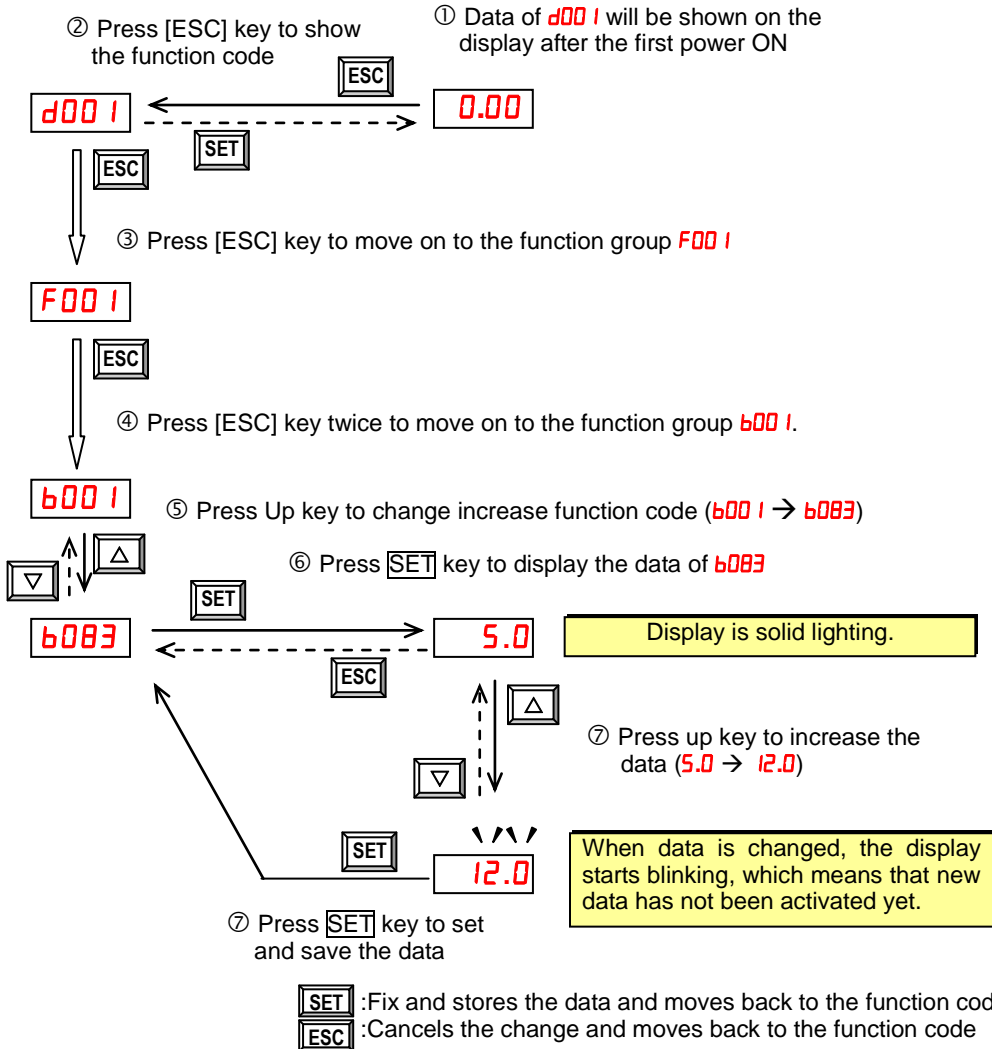 ① Data of d001 will be shown on the
display after the first power ON
② Press [ESC] key to show
the function code
ESC
d001
0.00
SET
ESC
③ Press [ESC] key to move on to the function group F001
F001
ESC
④ Press [ESC] key twice to move on to the function group b001.
b001
⑤ Press Up key to change increase function code (b001 → b083)
△
▽
⑥ Press SET key to display the data of b083
SET
b083
5.0
Display is solid lighting.
ESC
△
⑦ Press up key to increase the
data (5.0 → 12.0)
▽
SET
12.0
When data is changed, the display
starts blinking, which means that new
data has not been activated yet.
⑦ Press SET key to set
and save the data
SET :Fix and stores the data and moves back to the function cod
ESC :Cancels the change and moves back to the function code